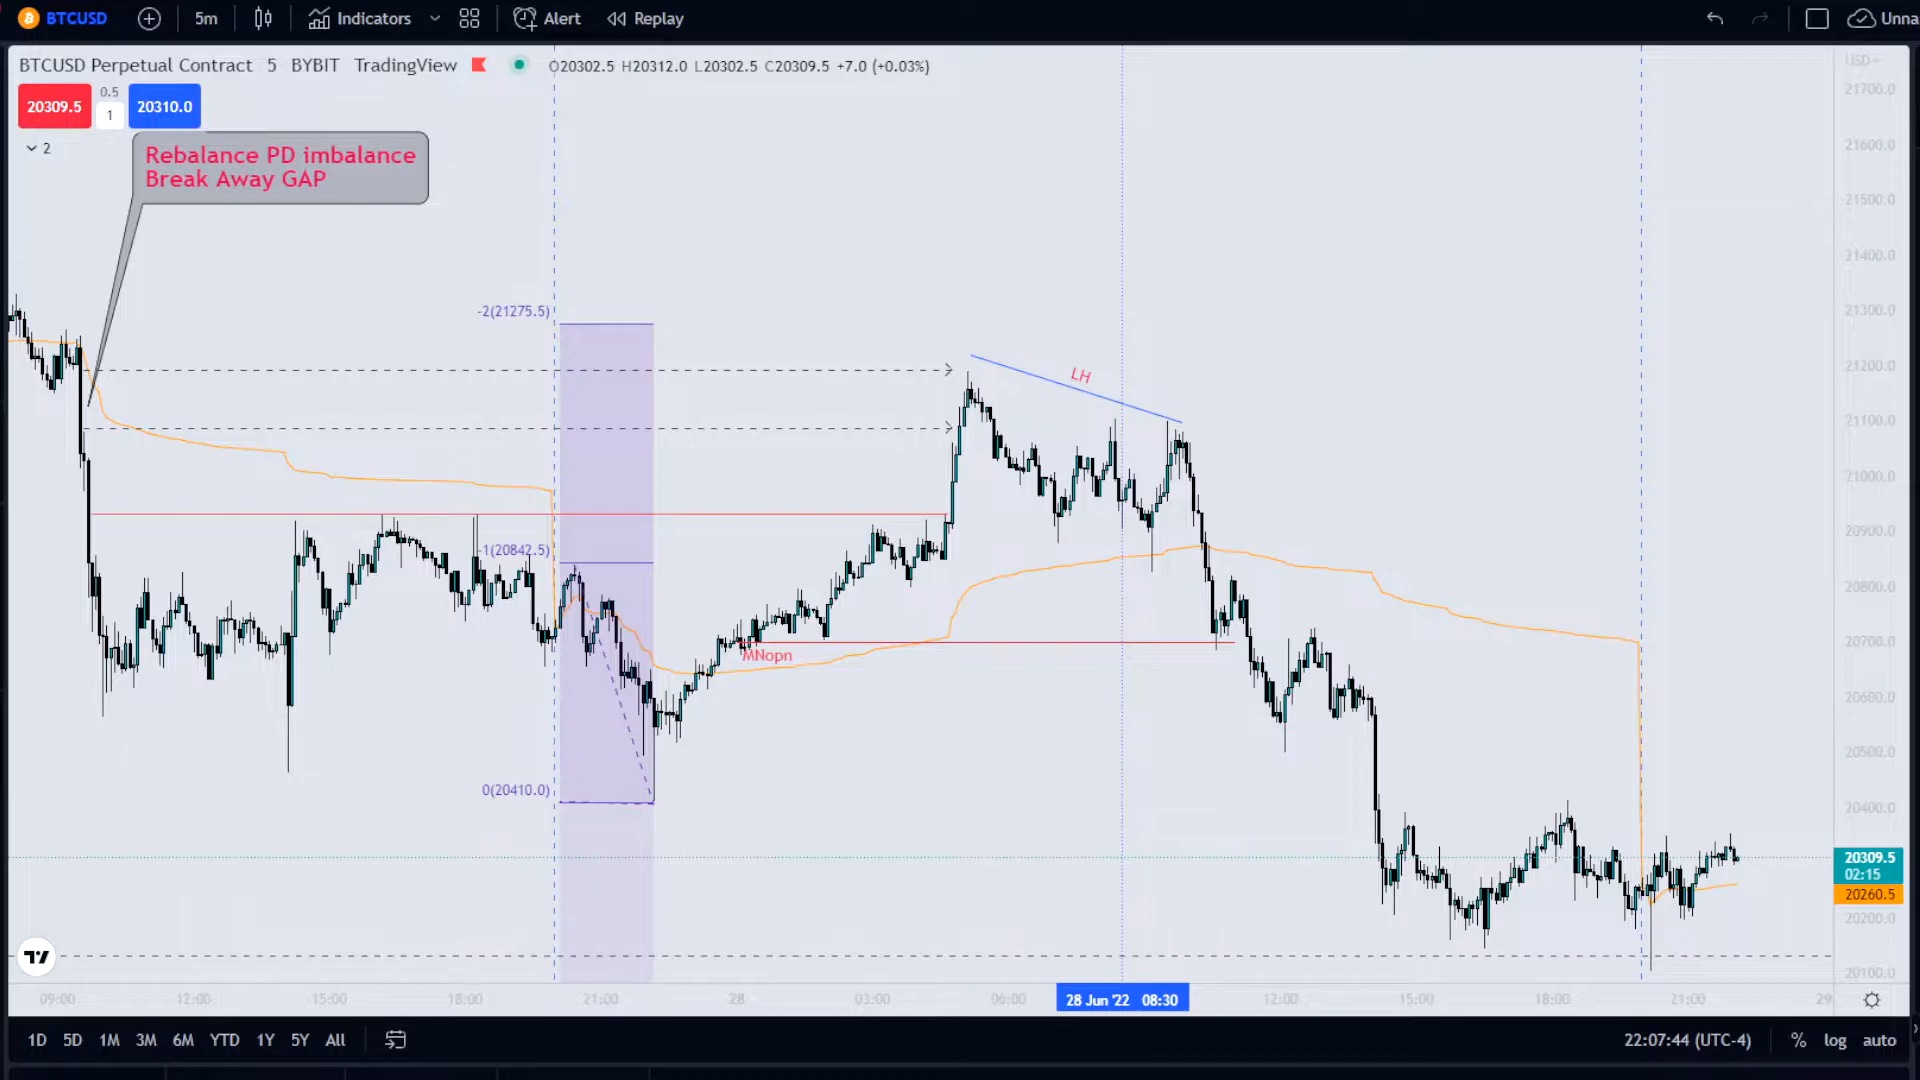 BTCUSD 5m Indicators Alert Replay Unna
BTCUSD Perpetual Contract 5 BYBIT TradingView O20302.5 H20312.0 L20302.5 C20309.5 +7.0 (+0.03%)
USD
20309.5 0.5 1 20310.0
2
Rebalance PD imbalance
Break Away GAP
21700.0
21600.0
21500.0
21400.0
-2(21275.5)
21300.0
LH
21200.0
21100.0
21000.0
20900.0
-1(20842.5)
20800.0
MNopn
20700.0
20600.0
20500.0
0(20410.0)
20400.0
20309.5
02:15
20260.5
20200.0
20100.0
09:00 12:00 15:00 18:00 21:00 28 03:00 06:00 28 Jun '22 08:30 12:00 15:00 18:00 21:00 29
1D 5D 1M 3M 6M YTD 1Y 5Y All 22:07:44 (UTC-4) % log auto